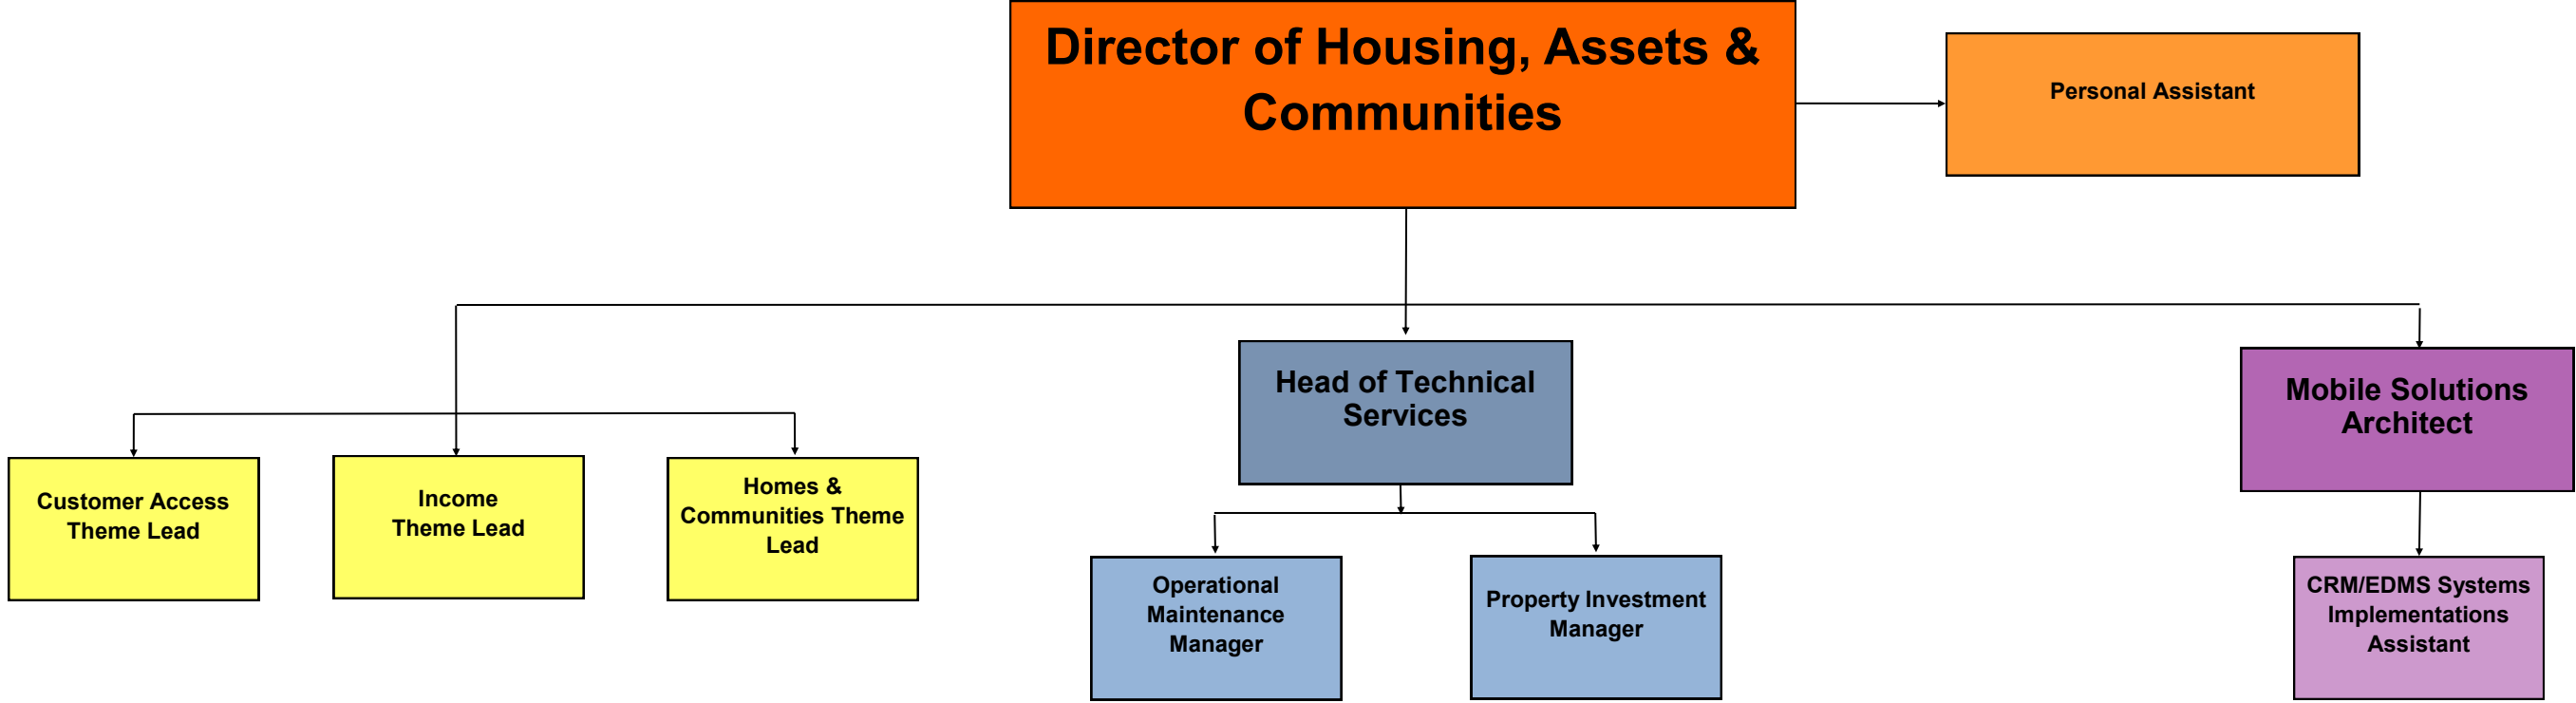 Director of Housing, Assets &
Communities
Personal Assistant
Head of Technical
Services
Mobile Solutions
Architect
Customer Access
Theme Lead
Income
Theme Lead
Homes &
Communities Theme
Lead
Operational
Maintenance
Manager
Property Investment
Manager
CRM/EDMS Systems
Implementations
Assistant